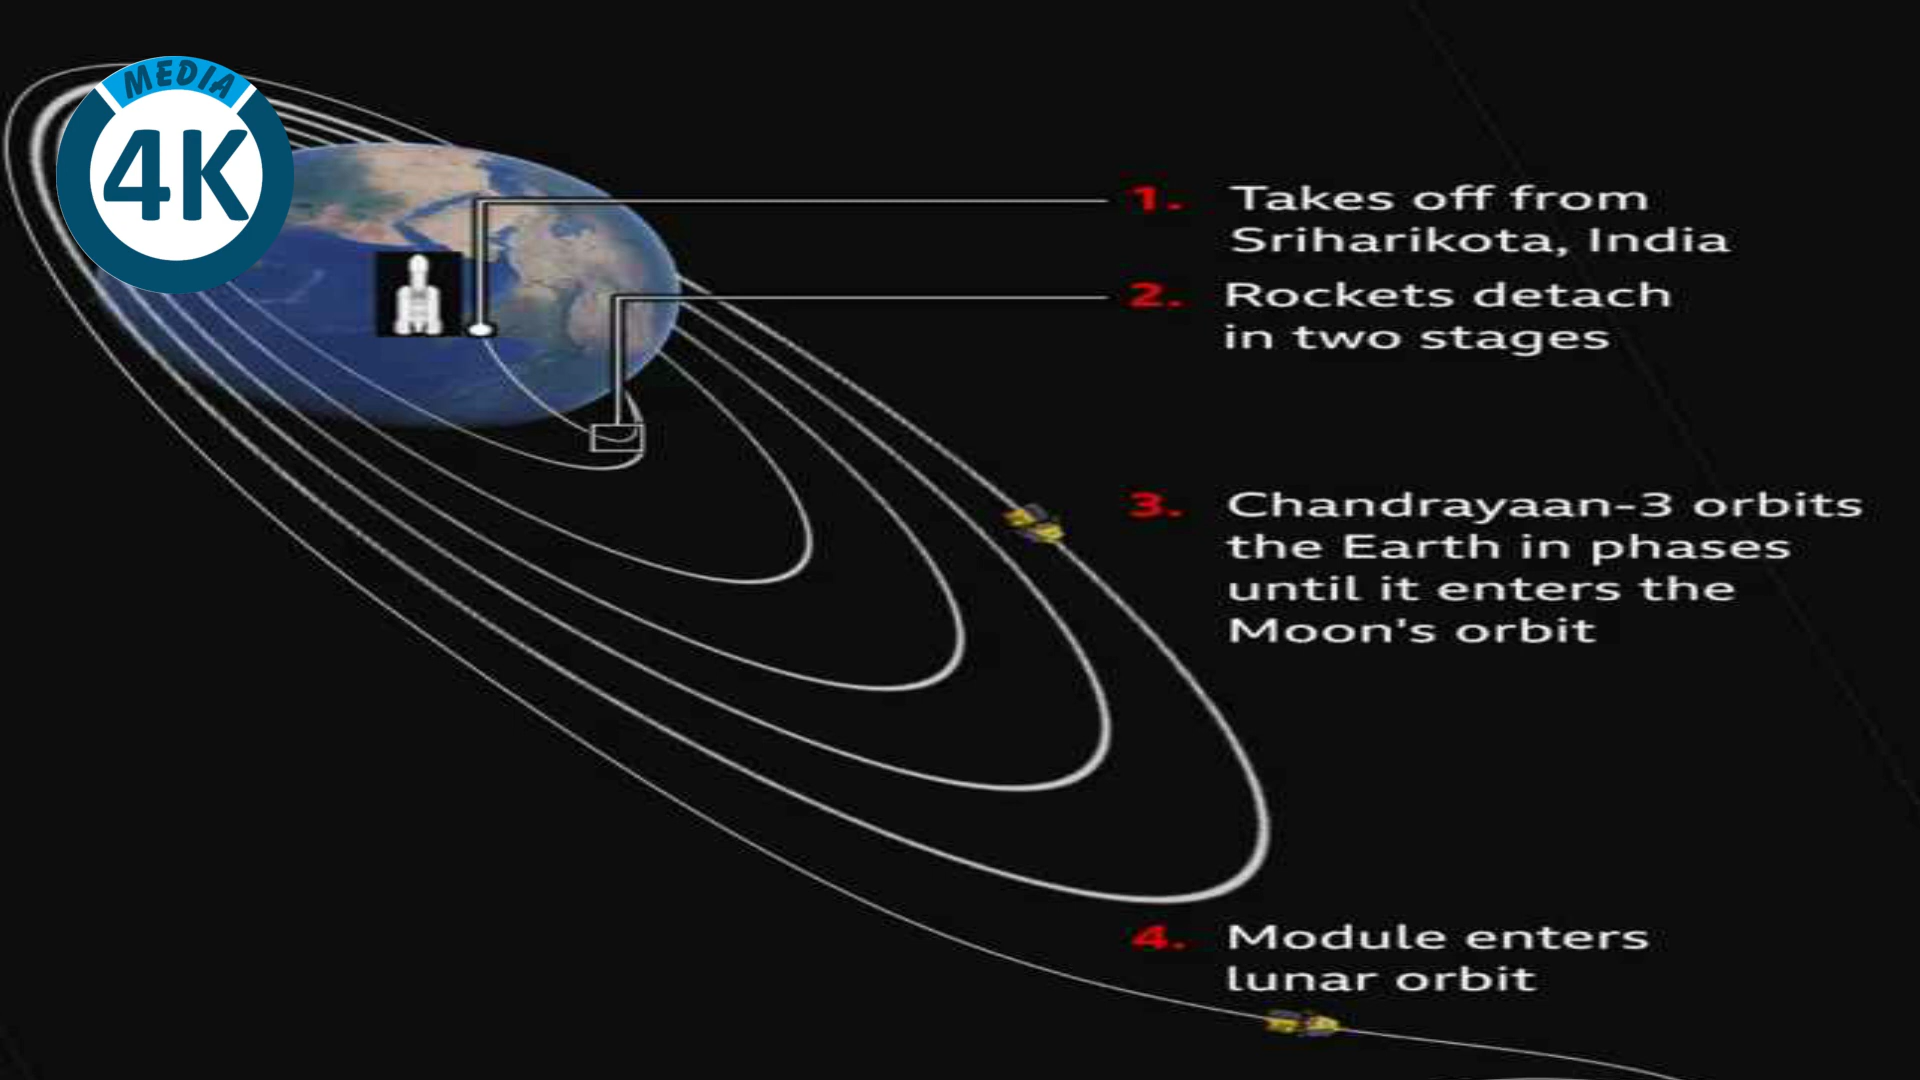 MEDIA
4K
1. Takes off from
Sriharikota, India
2. Rockets detach
in two stages
3. Chandrayaan-3 orbits
the Earth in phases
until it enters the
Moon's orbit
4. Module enters
lunar orbit